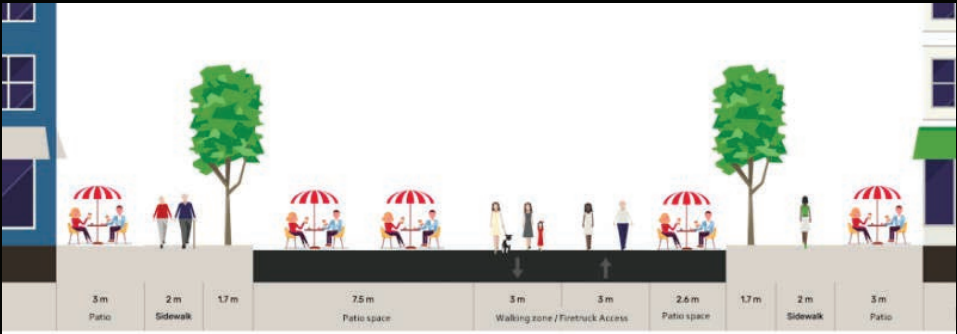 3 m
Patio
2 m
Sidewalk
1.7 m
7.5 m
Patio space
3 m
3 m
Walking zone / Firetruck Access
2.6 m
Patio space
1.7 m
2 m
Sidewalk
3 m
Patio